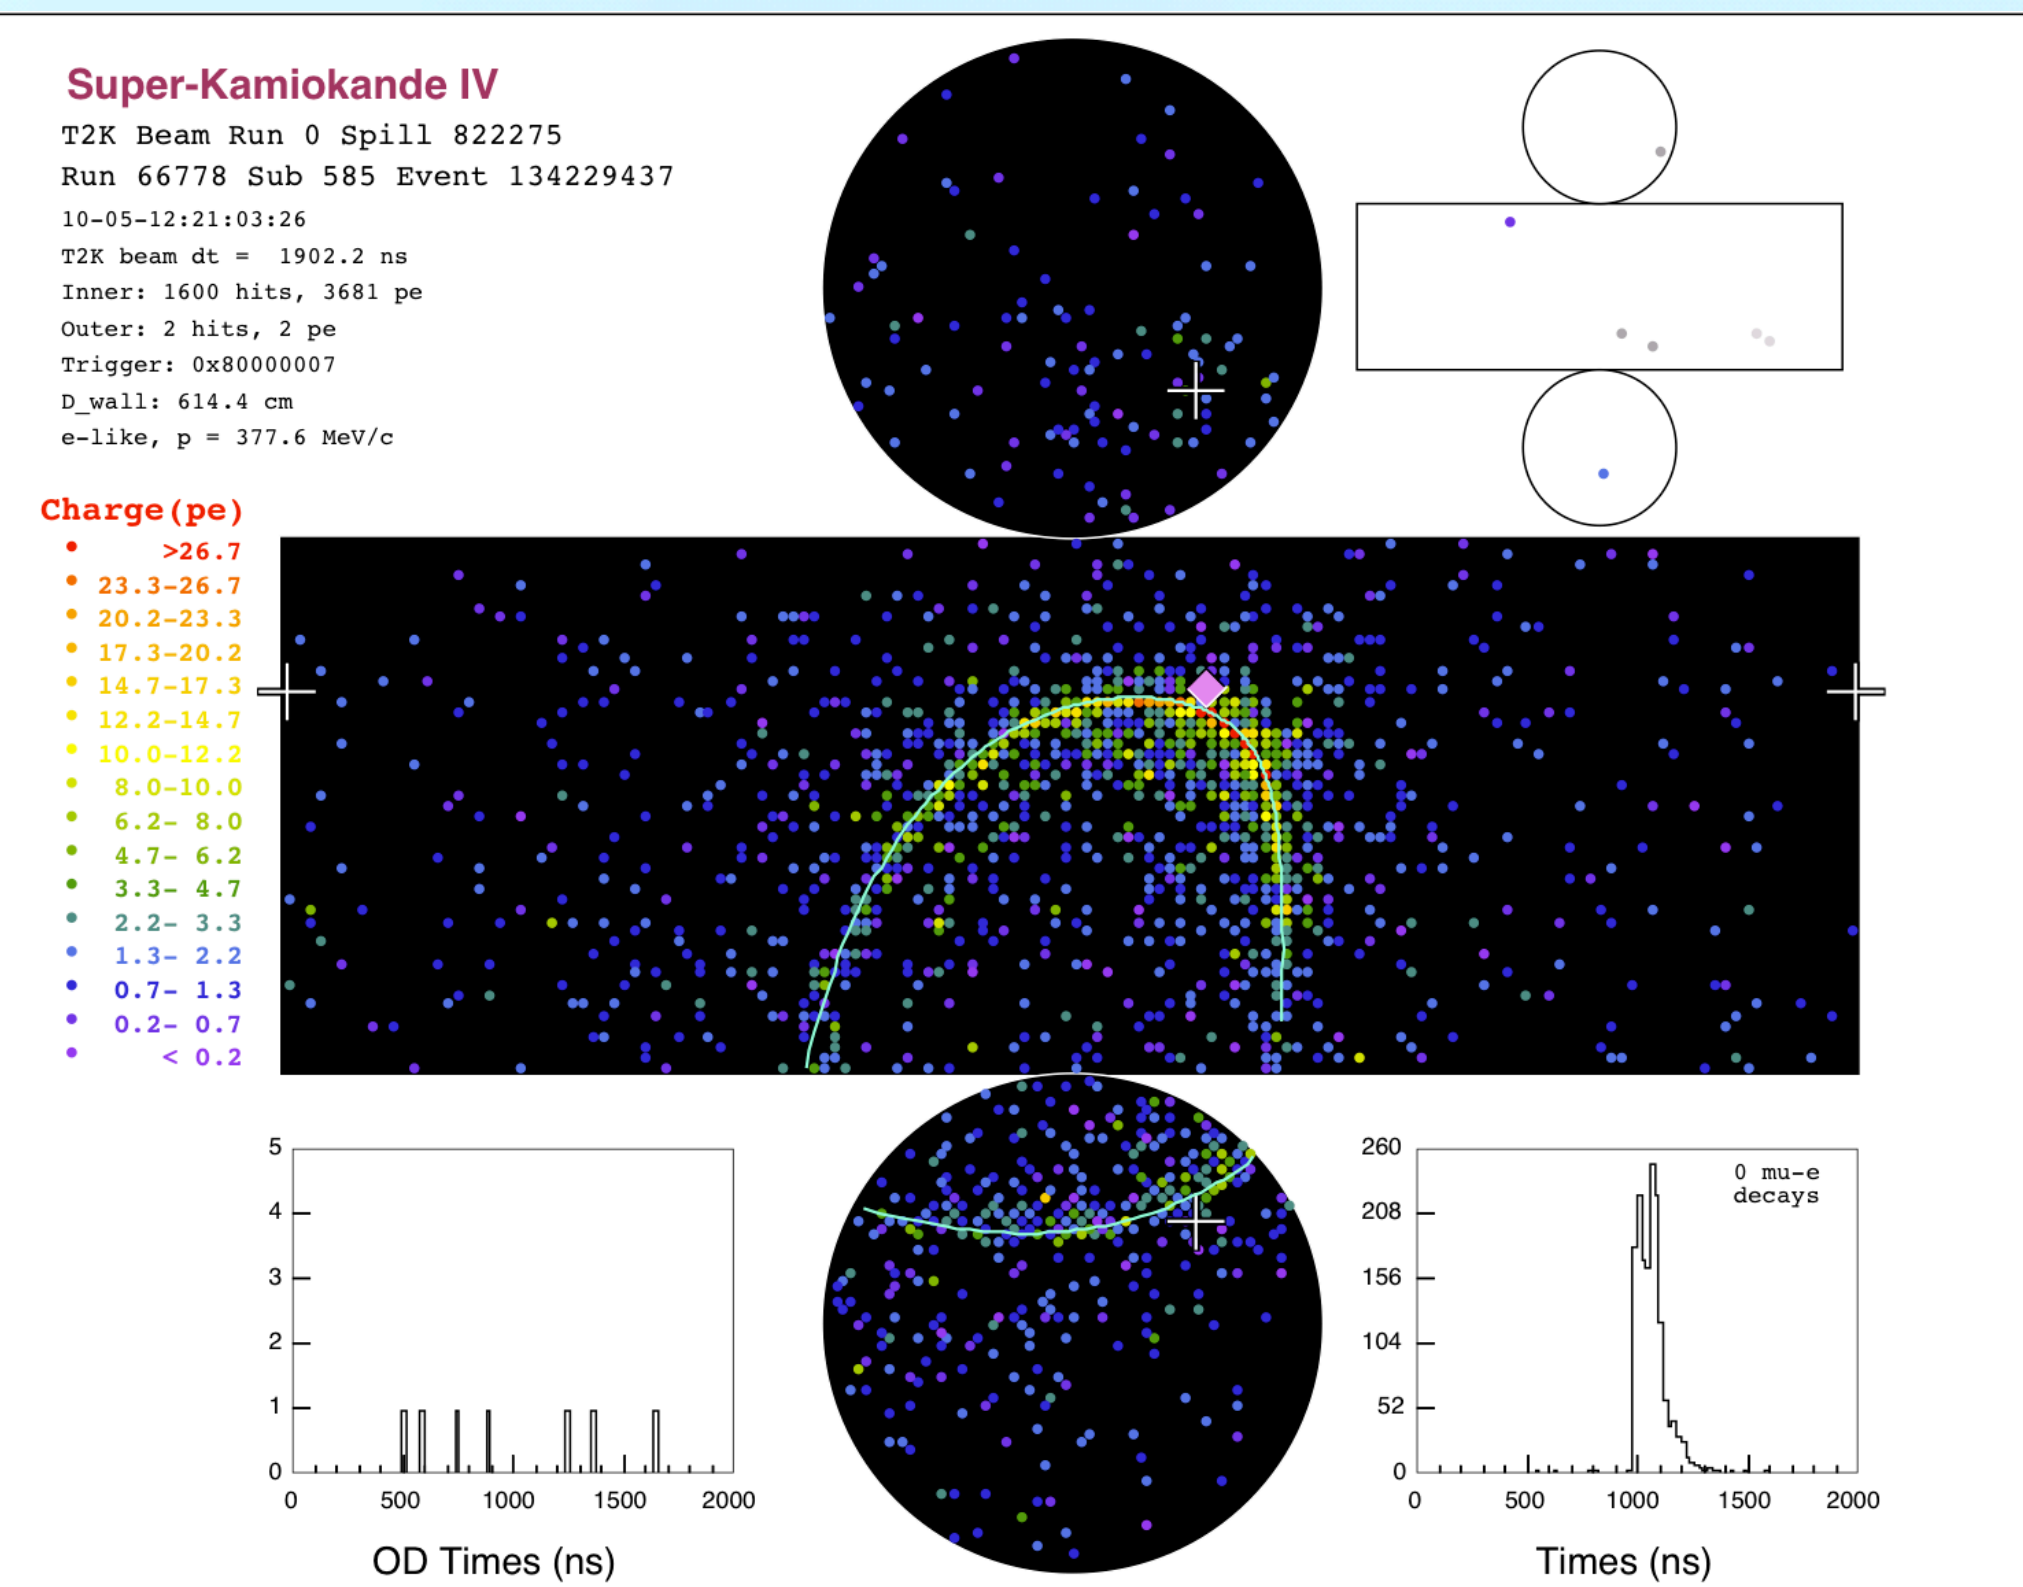 Super-Kamiokande IV
T2K Beam Run 0 Spill 822275
Run 66778 Sub 585 Event 134229437
10-05-12:21:03:26
T2K beam dt =  1902.2 ns
Inner: 1600 hits, 3681 pe
Outer: 2 hits, 2 pe
Trigger: 0x80000007
D_wall: 614.4 cm
e-like, p = 377.6 MeV/c
Charge(pe)
>26.7
23.3-26.7
20.2-23.3
17.3-20.2
14.7-17.3
12.2-14.7
10.0-12.2
8.0-10.0
6.2- 8.0
4.7- 6.2
3.3- 4.7
2.2- 3.3
1.3- 2.2
0.7- 1.3
0.2- 0.7
< 0.2
5
4
3
2
1
0
0 500 1000 1500 2000
OD Times (ns)
260
208
156
104
52
0
0 mu-e
decays
0 500 1000 1500 2000
Times (ns)